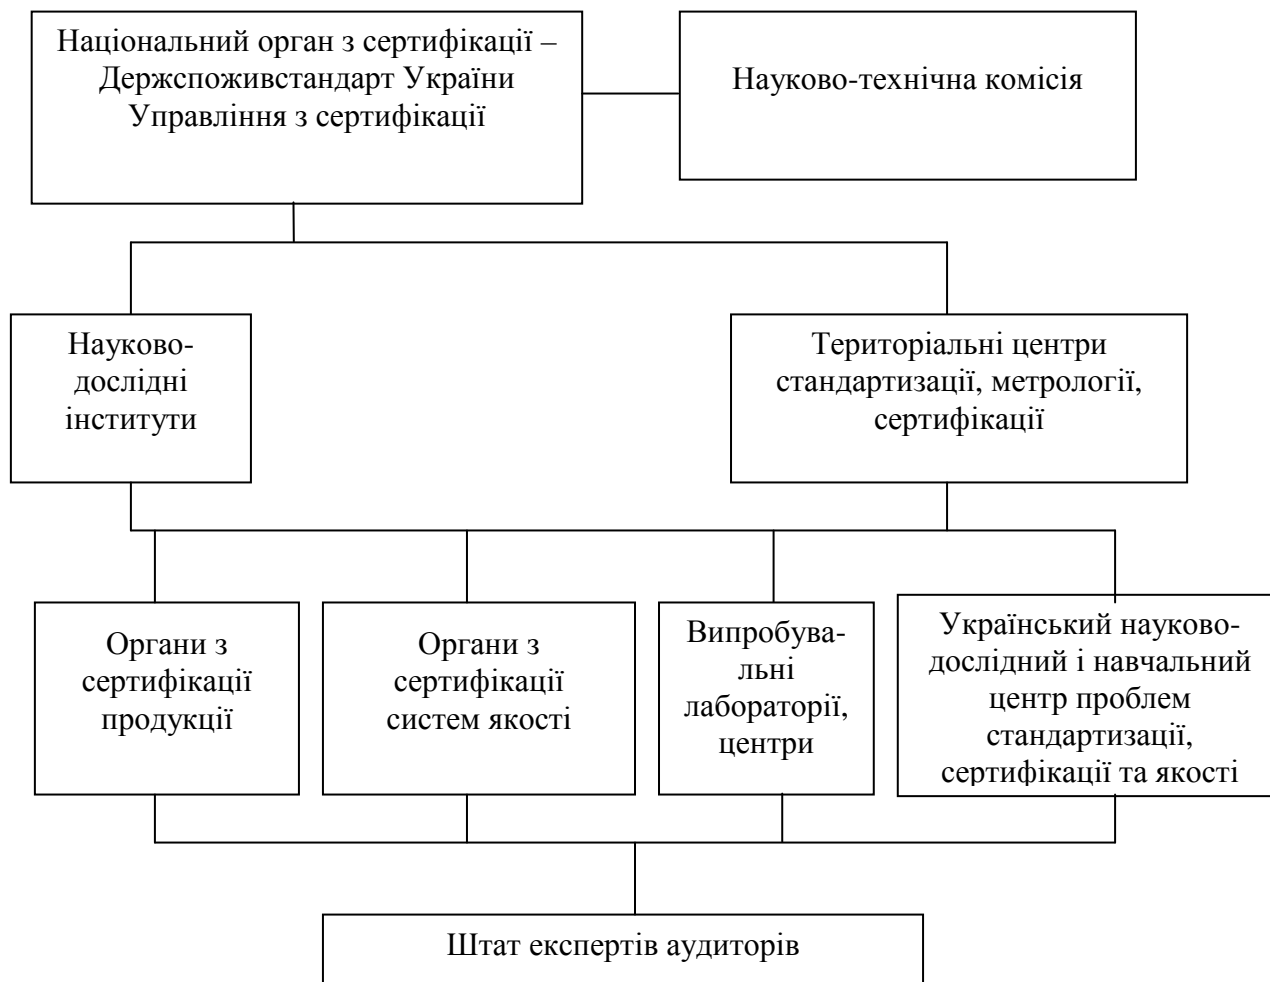 Національний орган з сертифікації –
Держспоживстандарт України
Управління з сертифікації
Науково-технічна комісія
Науково-
дослідні
інститути
Територіальні центри
стандартизації, метрології,
сертифікації
Органи з
сертифікації
продукції
Органи з
сертифікації
систем якості
Випробува-
льні
лабораторії,
центри
Український науково-
дослідний і навчальний
центр проблем
стандартизації,
сертифікації та якості
Штат експертів аудиторів